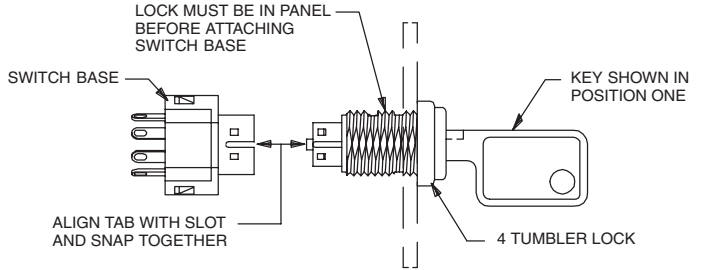 LOCK MUST BE IN PANEL
BEFORE ATTACHING
SWITCH BASE
SWITCH BASE
KEY SHOWN IN
POSITION ONE
ALIGN TAB WITH SLOT
AND SNAP TOGETHER
4 TUMBLER LOCK